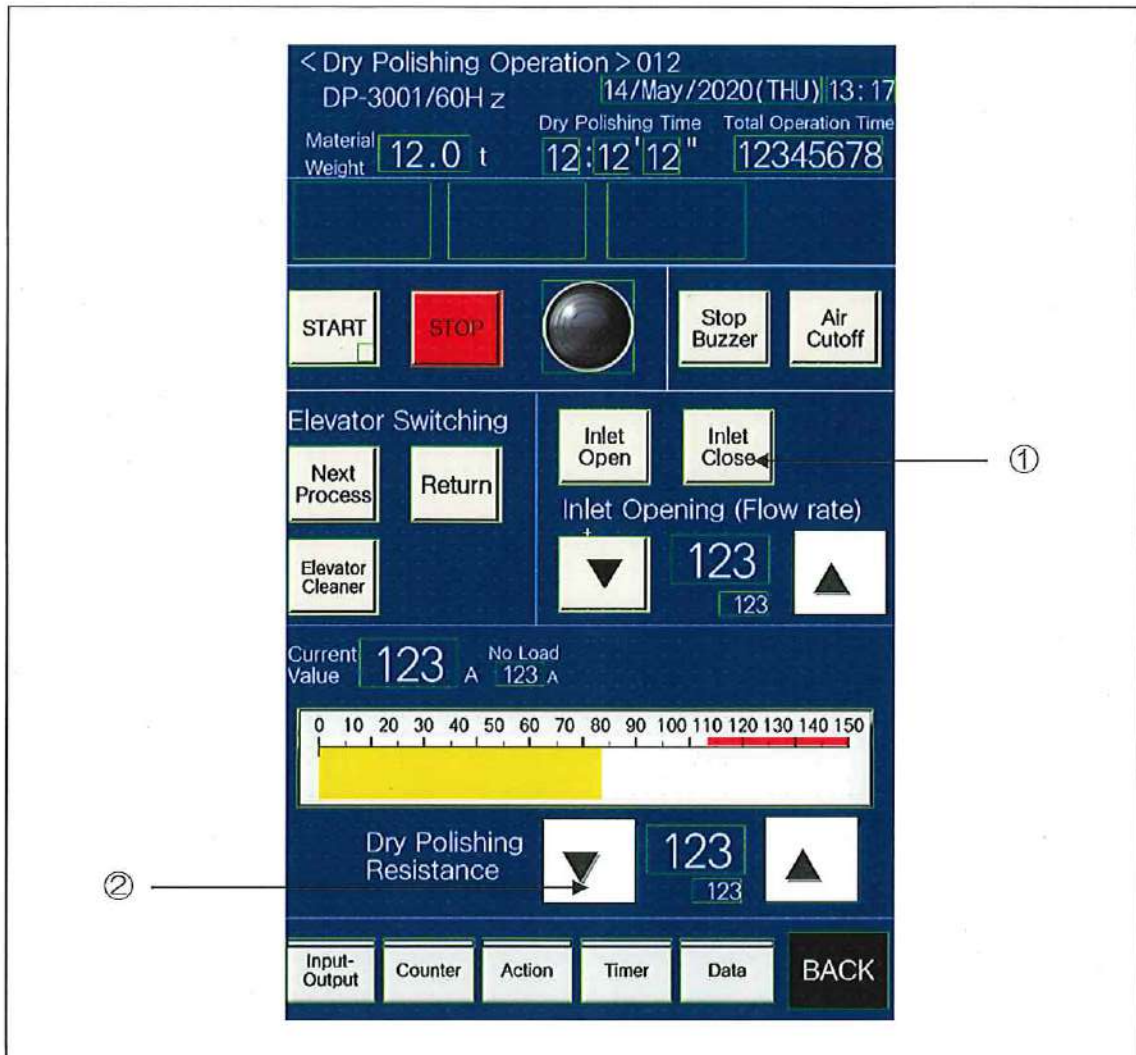 < Dry Polishing Operation > 012
DP-3001/60H z
14/May/2020(THU) 13:17
Material Weight 12.0 t
Dry Polishing Time
12:12'12"
Total Operation Time
12345678
START
STOP
Stop Buzzer
Air Cutoff
Elevator Switching
Next Process
Return
Elevator Cleaner
Inlet Open
Inlet Close
①
Inlet Opening (Flow rate)
▼ 123 ▲
123
Current Value 123 A
No Load
123 A
0 10 20 30 40 50 60 70 80 90 100 110 120 130 140 150
Dry Polishing Resistance
▼ 123 ▲
②
123
Input-Output
Counter
Action
Timer
Data
BACK